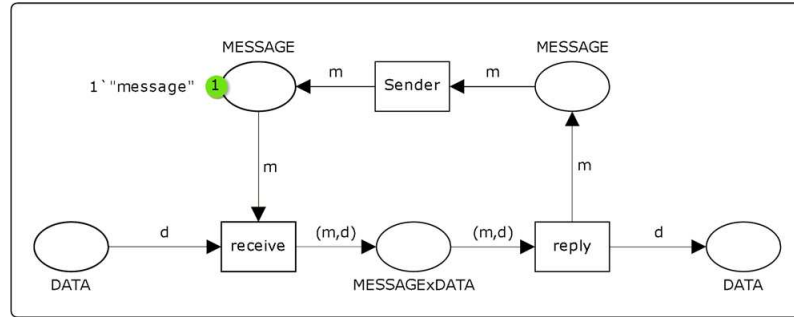 MESSAGE
MESSAGE
m
Sender
m
1`"message"
1
m
m
d
receive
(m,d)
(m,d)
reply
d
DATA
MESSAGExDATA
DATA